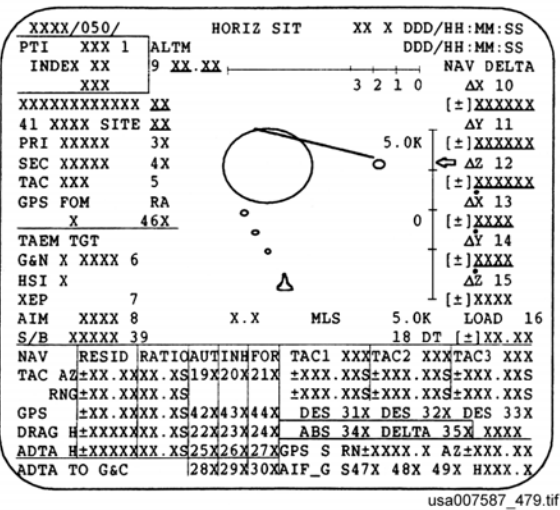 XXXX/050/ HORIZ SIT XX X DDD/HH:MM:SS
PTI XXX 1 ALTM DDD/HH:MM:SS
INDEX XX 9 XX.XX NAV DELTA
XXX 3 2 1 0 ΔX 10
XXXXXXXXXXXX XX [±]XXXXXX
41 XXXX SITE XX ΔY 11
PRI XXXXX 3X 5.0K [±]XXXXXX
SEC XXXXX 4X ⇦ ΔZ 12
TAC XXX 5 [±]XXXXXX
GPS FOM RA ΔẊ 13
X 46X 0 [±]XXXX
TAEM TGT ΔẎ 14
G&N X XXXX 6 [±]XXXX
HSI X ΔŻ 15
XEP 7 [±]XXXX
AIM XXXX 8 X.X MLS 5.0K LOAD 16
S/B XXXXX 39 18 DT [±]XX.XX
NAV RESID RATIO AUT INH FOR TAC1 XXX TAC2 XXX TAC3 XXX
TAC AZ ±XX.XX XX.XS 19X 20X 21X ±XXX.XXS ±XXX.XXS ±XXX.XXS
RNG ±XX.XX XX.XS ±XXX.XXS ±XXX.XXS ±XXX.XXS
GPS ±XX.XX XX.XS 42X 43X 44X DES 31X DES 32X DES 33X
DRAG H ±XXXXX XX.XS 22X 23X 24X ABS 34X DELTA 35X XXXX
ADTA H ±XXXXX XX.XS 25X 26X 27X GPS S RN±XXXX.X AZ±XXX.XX
ADTA TO G&C 28X 29X 30X AIF_G S47X 48X 49X HXXX.X
usa007587_479.tif